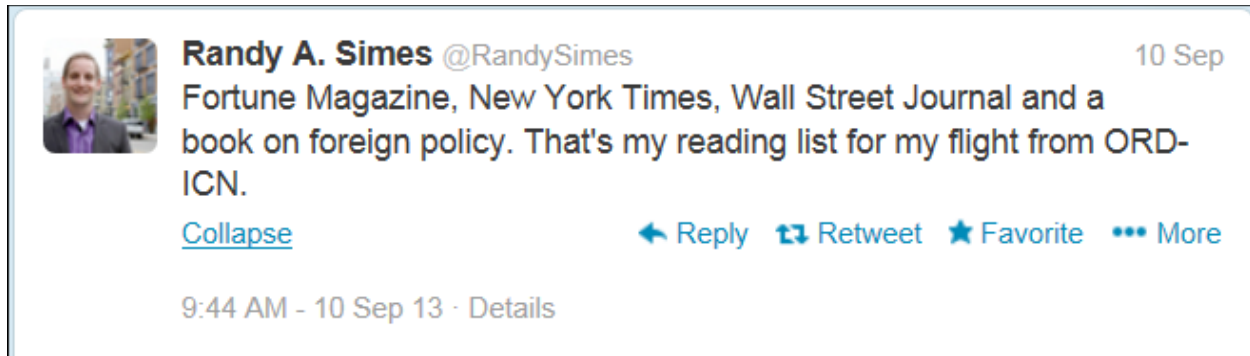 Randy A. Simes @RandySimes 10 Sep
Fortune Magazine, New York Times, Wall Street Journal and a
book on foreign policy. That's my reading list for my flight from ORD-
ICN.
Collapse Reply Retweet Favorite More
9:44 AM - 10 Sep 13 · Details